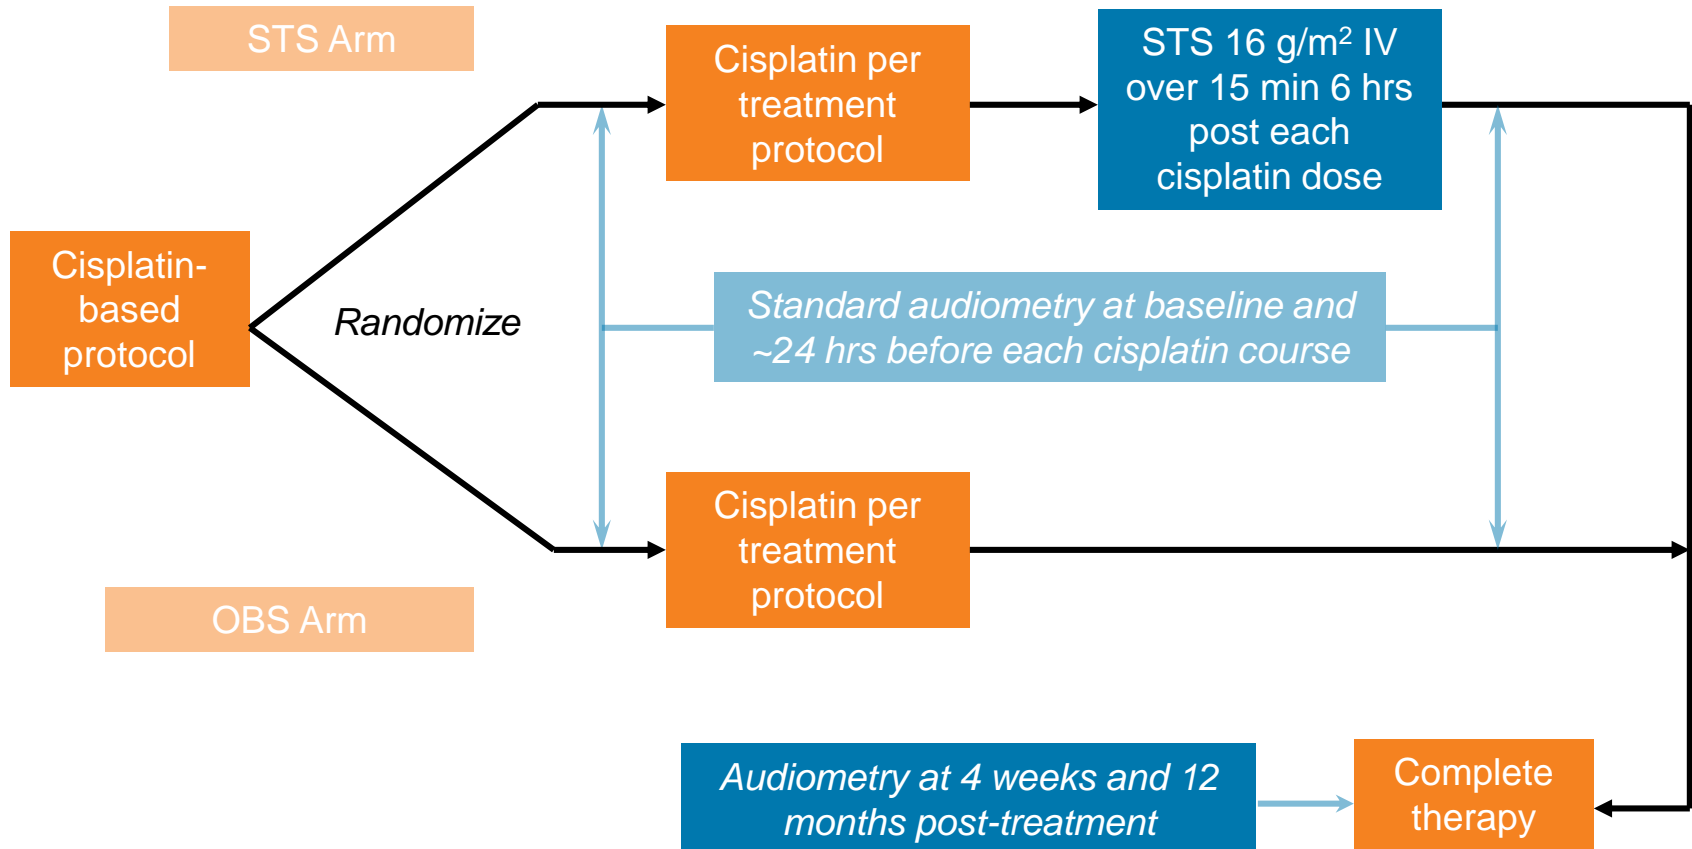 STS Arm
Cisplatin per
treatment
protocol
STS 16 g/m² IV
over 15 min 6 hrs
post each
cisplatin dose
Cisplatin-
based
protocol
Randomize
Standard audiometry at baseline and
~24 hrs before each cisplatin course
Cisplatin per
treatment
protocol
OBS Arm
Audiometry at 4 weeks and 12
months post-treatment
Complete
therapy